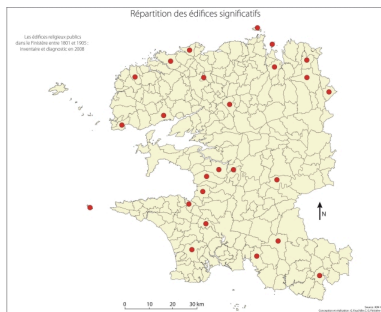 Répartition des édifices significatifs
Les édifices religieux publics
dans le Finistère entre 1801 et 1905 :
Inventaire et diagnostic en 2008
N
0 10 20 30 km